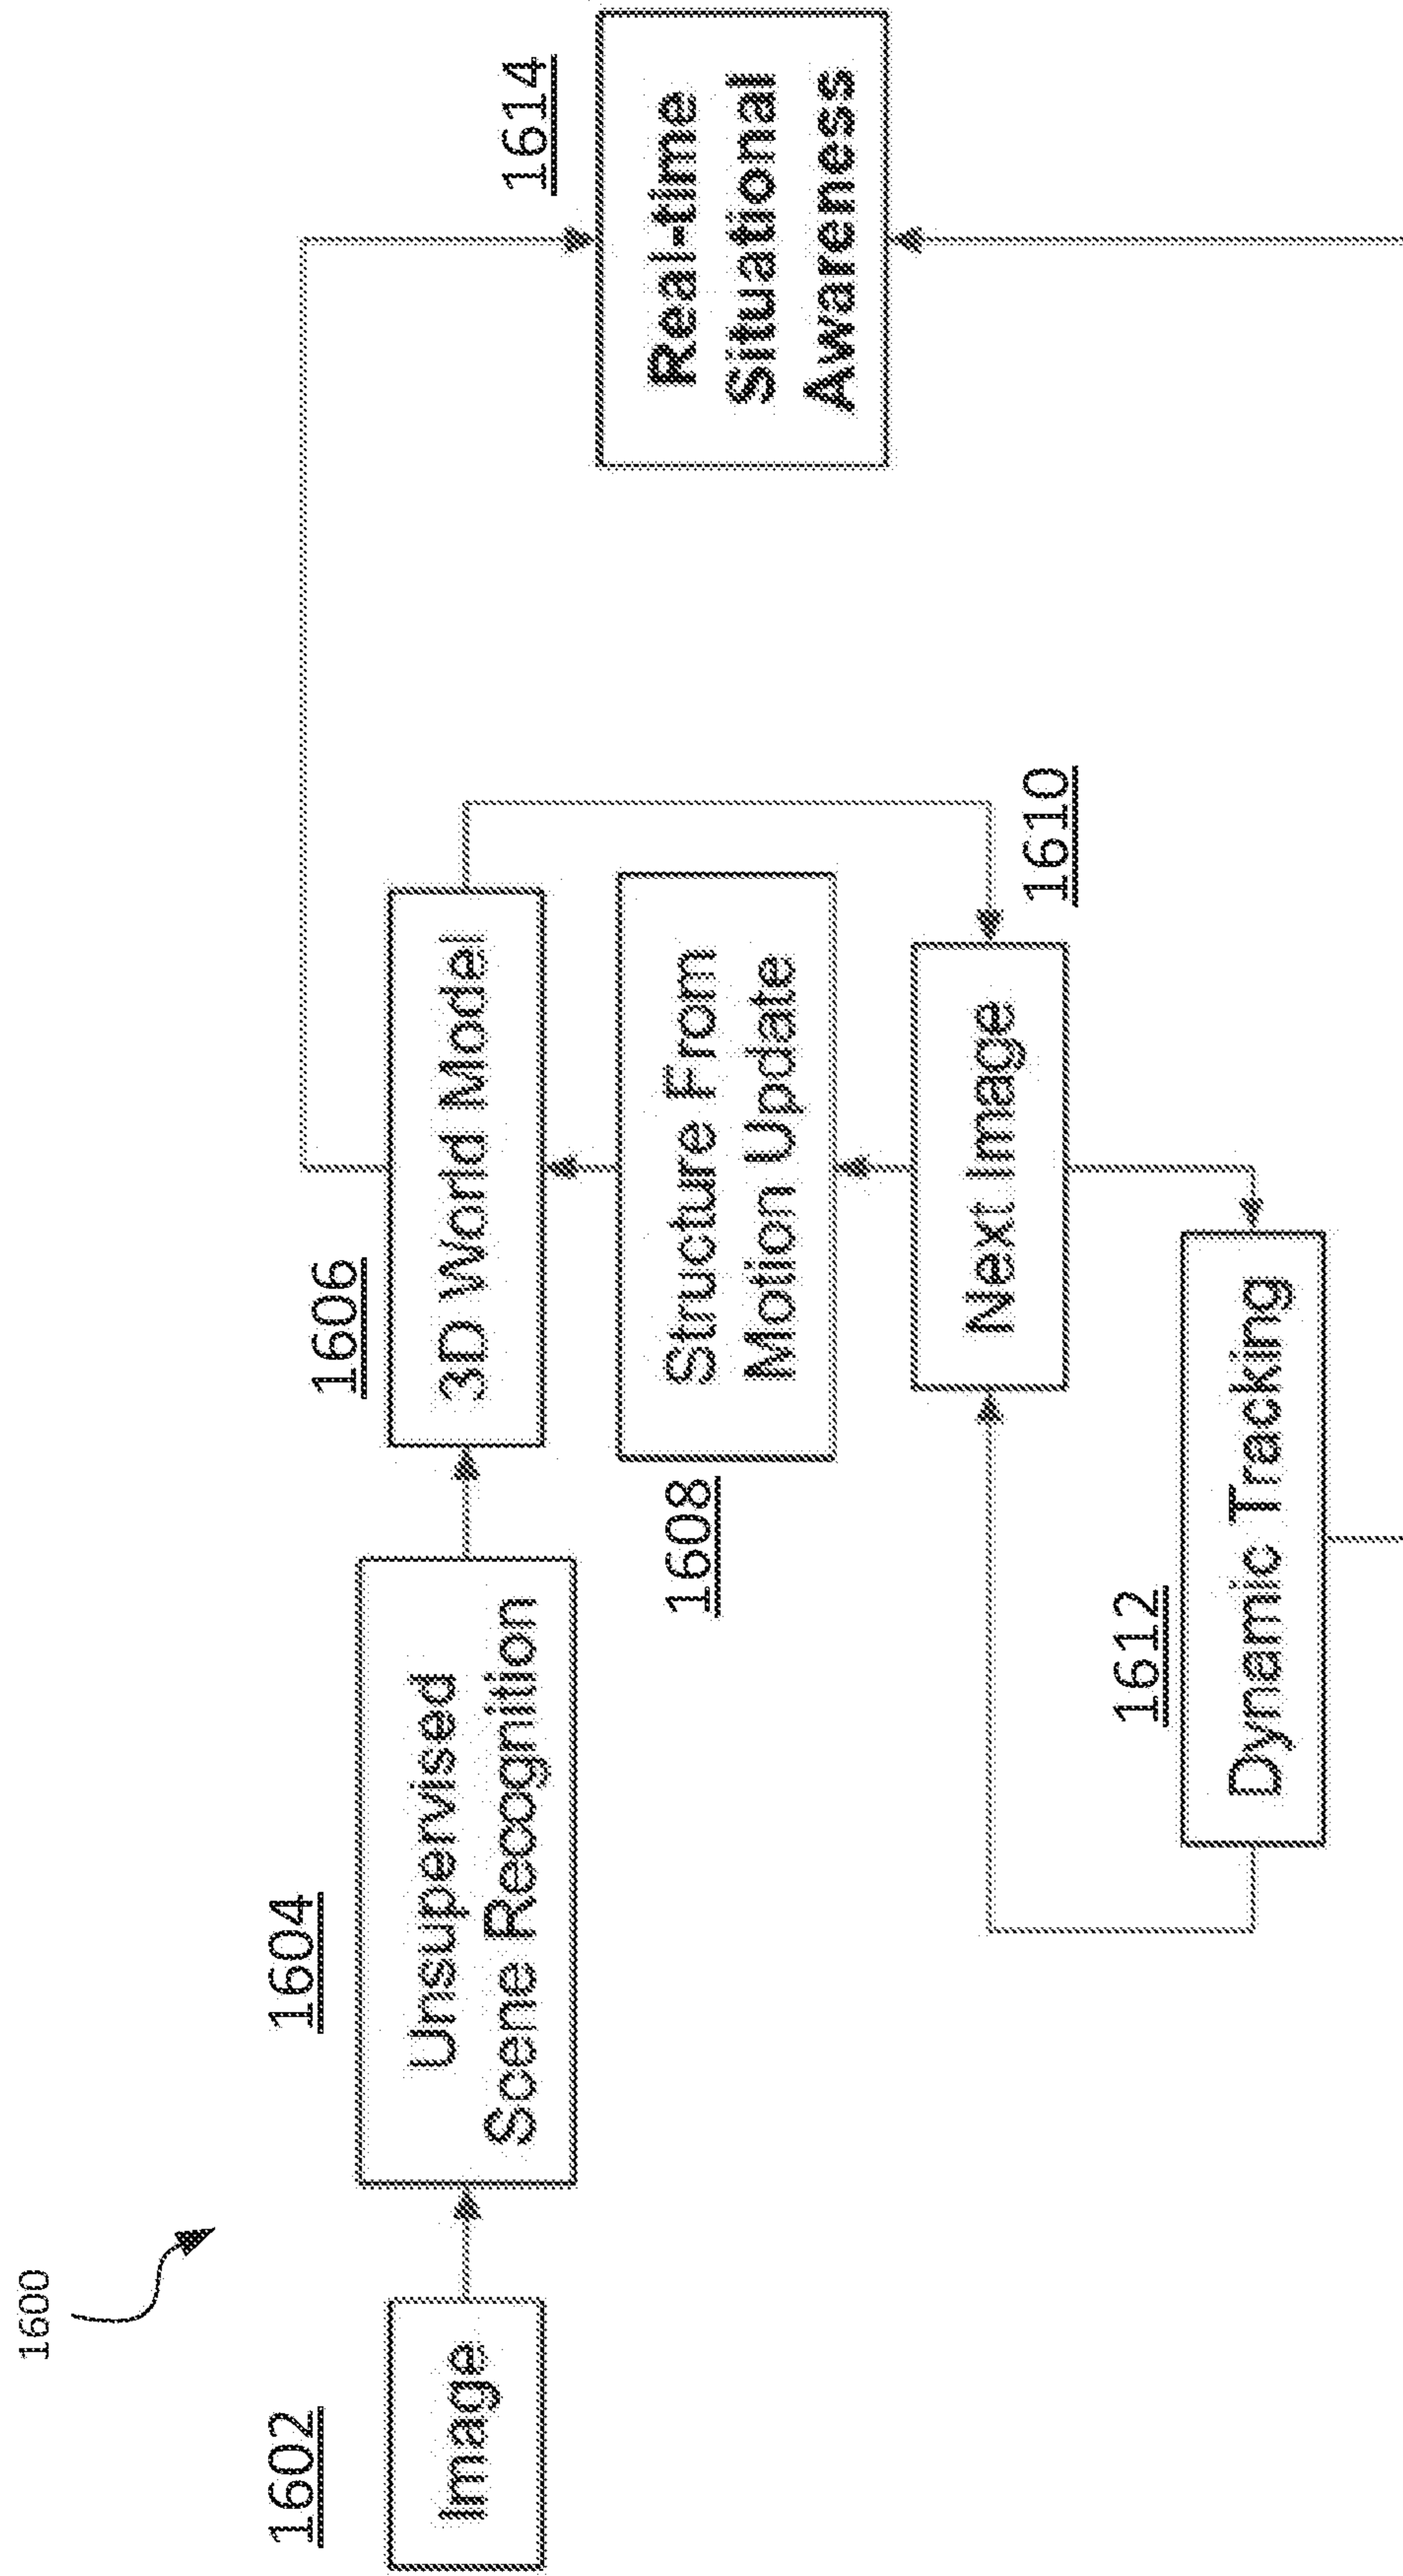 1600
1602
Image
1604
Unsupervised
Scene Recognition
1606
3D World Model
1608
Structure From
Motion Update
1610
Next Image
1612
Dynamic Tracking
1614
Real-time
Situational
Awareness